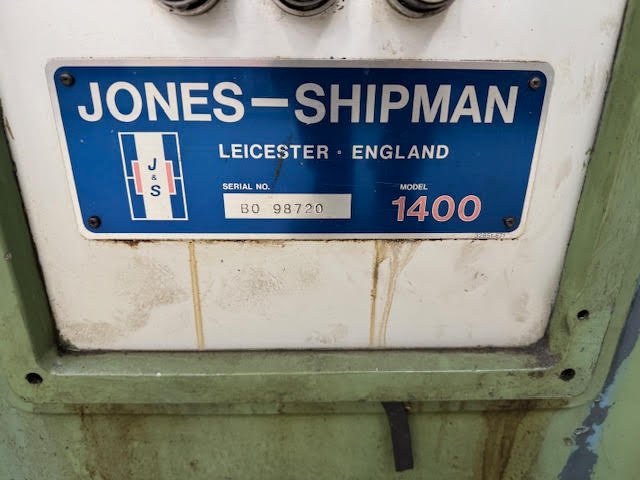 JONES–SHIPMAN
LEICESTER · ENGLAND
J
&
S
SERIAL NO.
BO 98720
MODEL
1400